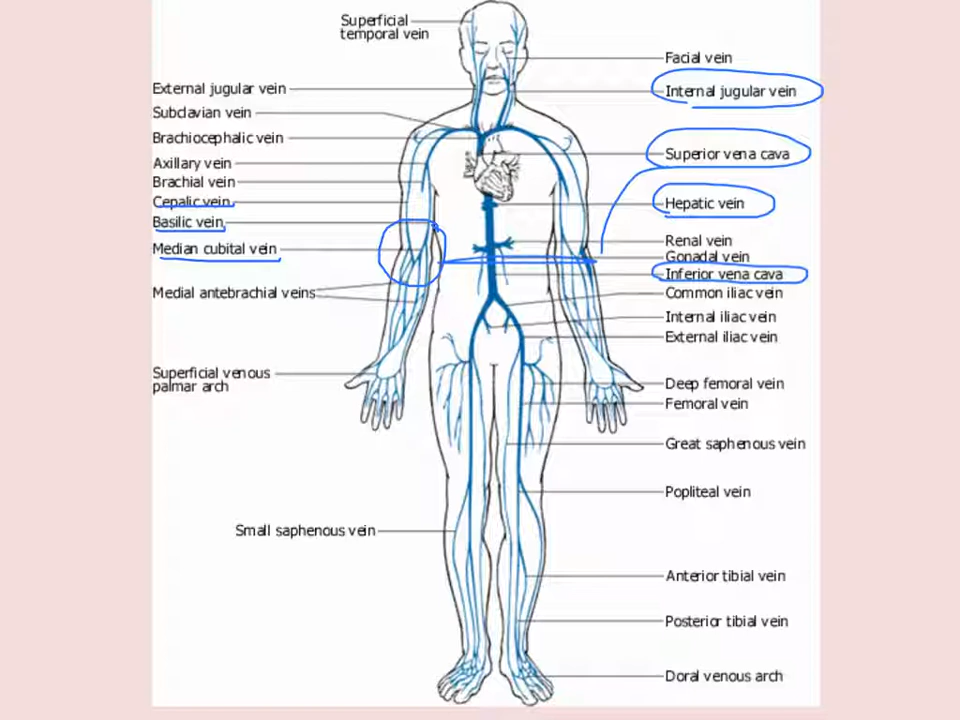 Superficial
temporal vein
External jugular vein
Subclavian vein
Brachiocephalic vein
Axillary vein
Brachial vein
Cepalic vein
Basilic vein
Median cubital vein
Medial antebrachial veins
Superficial venous
palmar arch
Small saphenous vein
Facial vein
Internal jugular vein
Superior vena cava
Hepatic vein
Renal vein
Gonadal vein
Inferior vena cava
Common iliac vein
Internal iliac vein
External iliac vein
Deep femoral vein
Femoral vein
Great saphenous vein
Popliteal vein
Anterior tibial vein
Posterior tibial vein
Doral venous arch